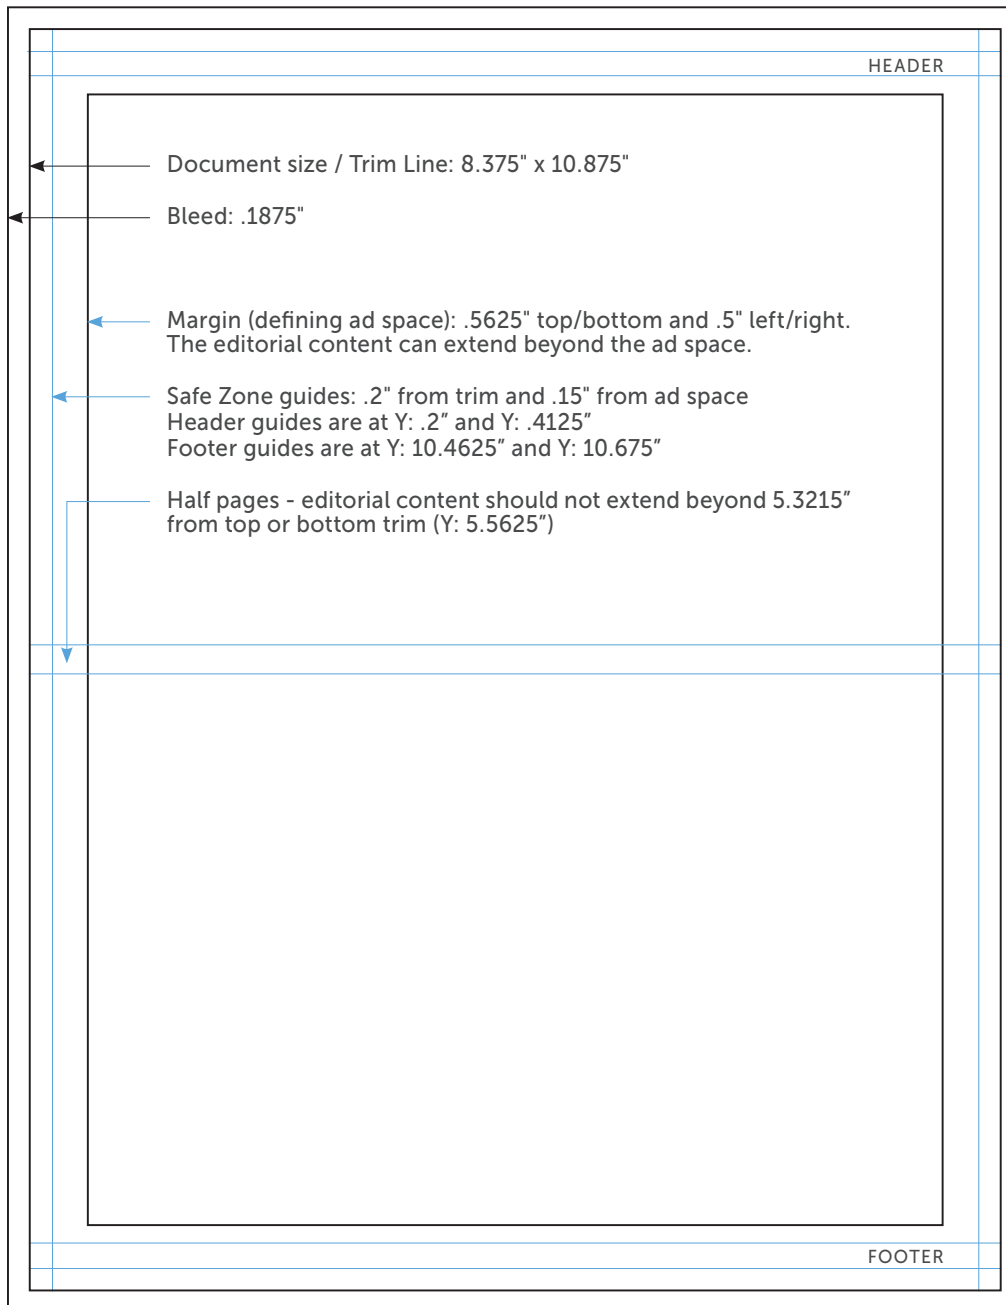 HEADER
Document size / Trim Line: 8.375" x 10.875"
Bleed: .1875"
Margin (defining ad space): .5625" top/bottom and .5" left/right.
The editorial content can extend beyond the ad space.
Safe Zone guides: .2" from trim and .15" from ad space
Header guides are at Y: .2” and Y: .4125”
Footer guides are at Y: 10.4625” and Y: 10.675”
Half pages - editorial content should not extend beyond 5.3215”
from top or bottom trim (Y: 5.5625”)
FOOTER